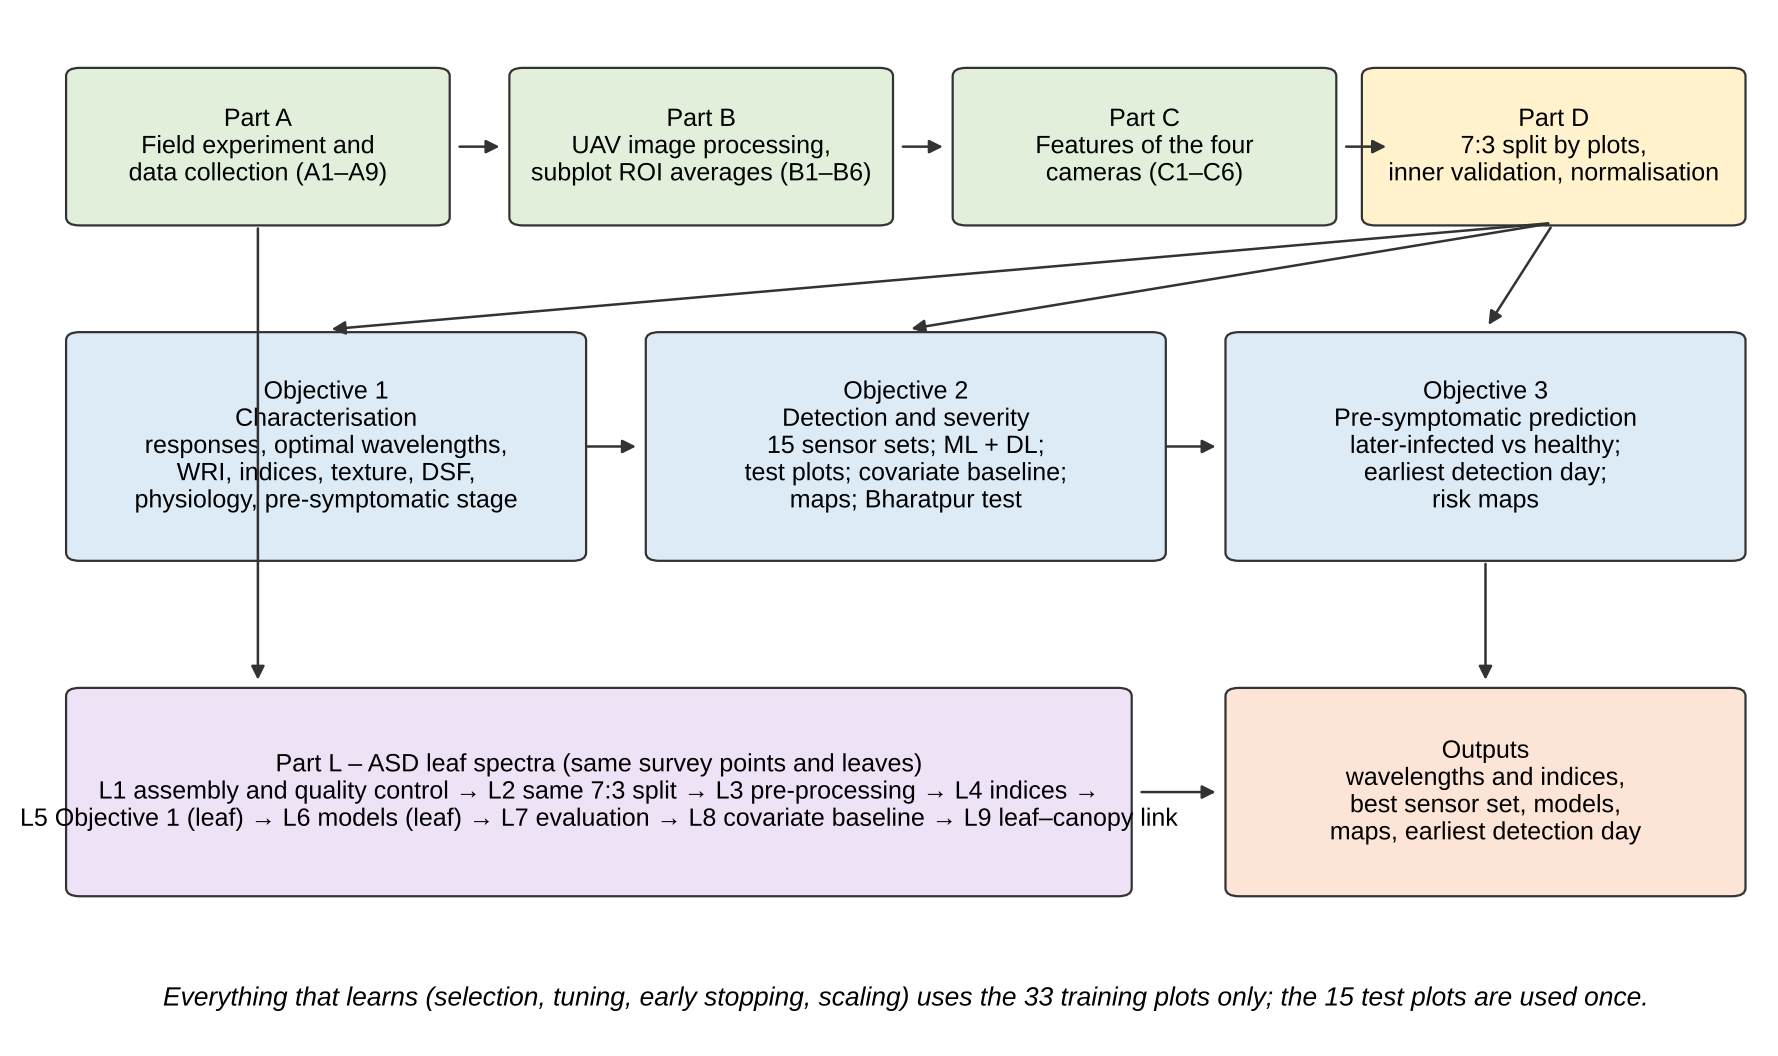 Part A
Field experiment and
data collection (A1–A9)
Part B
UAV image processing,
subplot ROI averages (B1–B6)
Part C
Features of the four
cameras (C1–C6)
Part D
7:3 split by plots,
inner validation, normalisation
Objective 1
Characterisation
responses, optimal wavelengths,
WRI, indices, texture, DSF,
physiology, pre-symptomatic stage
Objective 2
Detection and severity
15 sensor sets; ML + DL;
test plots; covariate baseline;
maps; Bharatpur test
Objective 3
Pre-symptomatic prediction
later-infected vs healthy;
earliest detection day;
risk maps
Part L – ASD leaf spectra (same survey points and leaves)
L1 assembly and quality control → L2 same 7:3 split → L3 pre-processing → L4 indices →
L5 Objective 1 (leaf) → L6 models (leaf) → L7 evaluation → L8 covariate baseline → L9 leaf–canopy link
Outputs
wavelengths and indices,
best sensor set, models,
maps, earliest detection day
Everything that learns (selection, tuning, early stopping, scaling) uses the 33 training plots only; the 15 test plots are used once.